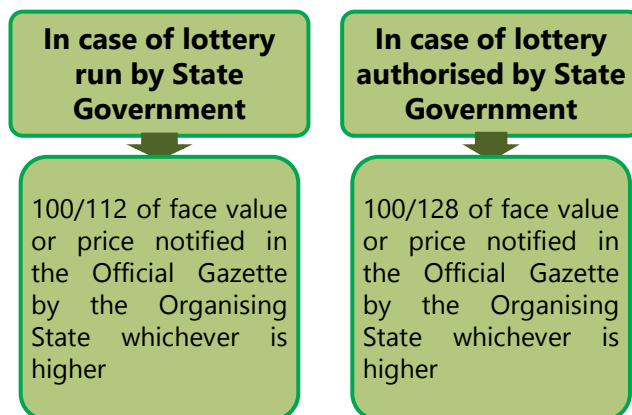 In case of lottery
run by State
Government
100/112 of face value
or price notified in
the Official Gazette
by the Organising
State whichever is
higher
In case of lottery
authorised by State
Government
100/128 of face value
or price notified in
the Official Gazette
by the Organising
State whichever is
higher